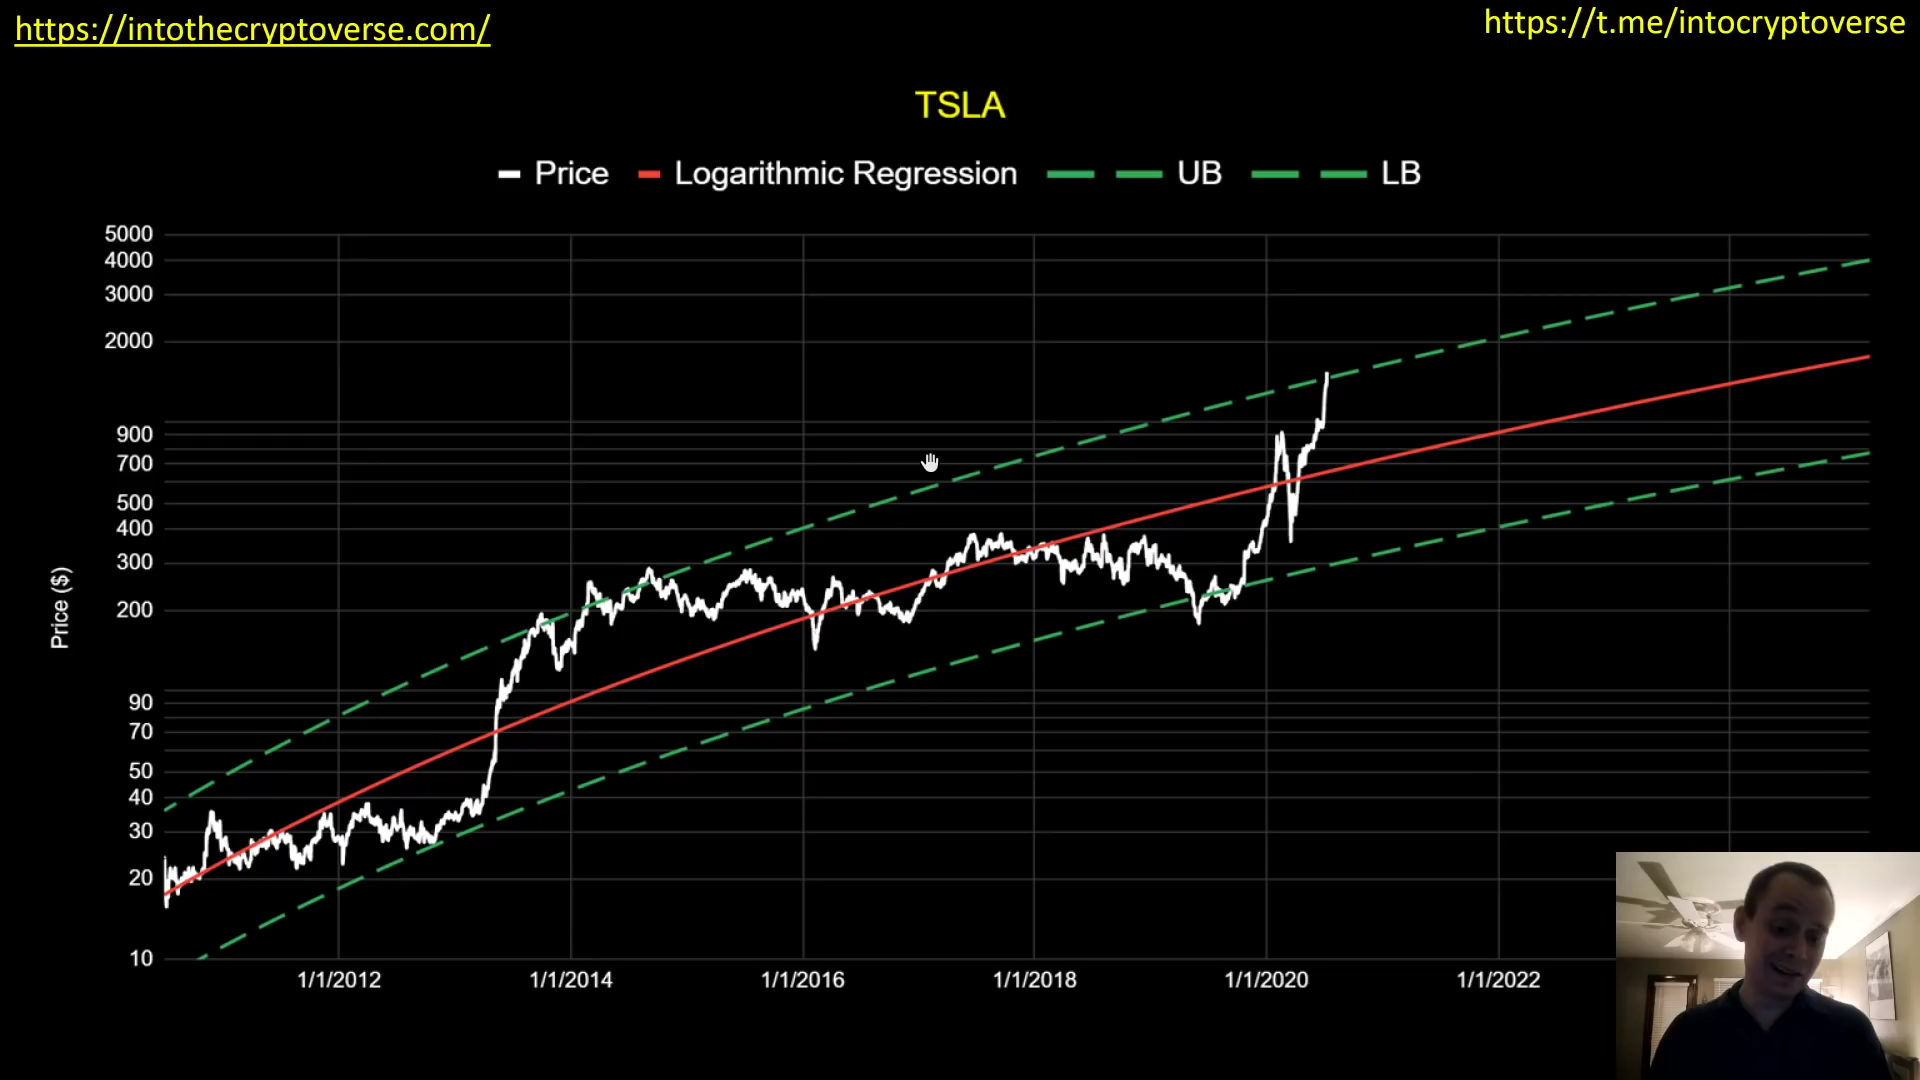 https://intothecryptoverse.com/
https://t.me/intocryptoverse
TSLA
Price Logarithmic Regression UB LB
5000
4000
3000
2000
900
700
500
400
300
200
90
70
50
40
30
20
10
Price ($)
1/1/2012 1/1/2014 1/1/2016 1/1/2018 1/1/2020 1/1/2022